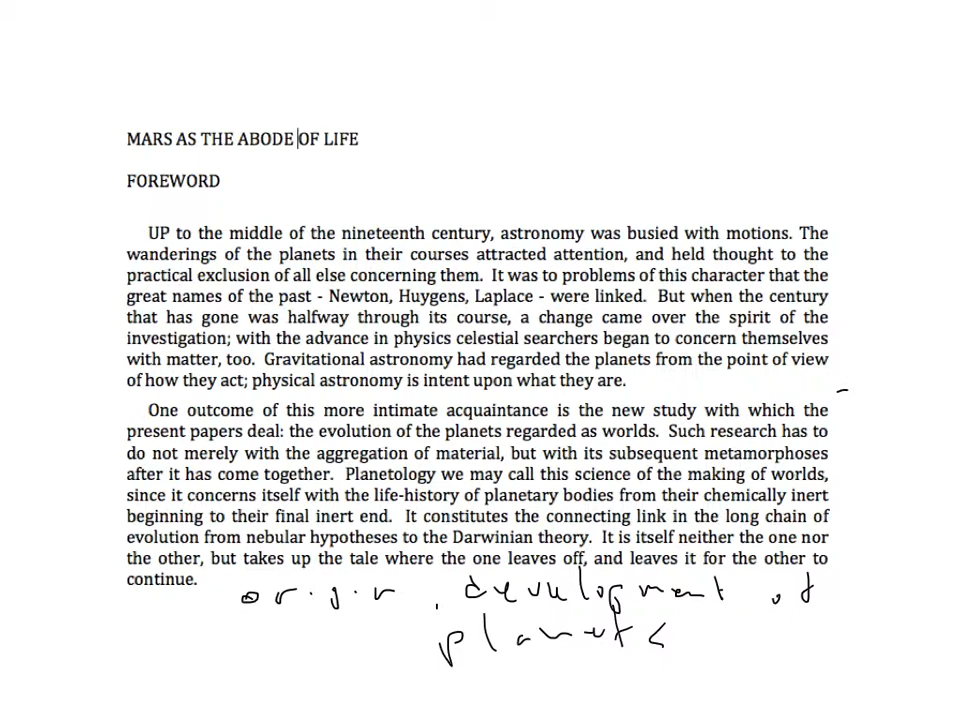 MARS AS THE ABODE OF LIFE
FOREWORD
UP to the middle of the nineteenth century, astronomy was busied with motions. The
wanderings of the planets in their courses attracted attention, and held thought to the
practical exclusion of all else concerning them. It was to problems of this character that the
great names of the past - Newton, Huygens, Laplace - were linked. But when the century
that has gone was halfway through its course, a change came over the spirit of the
investigation; with the advance in physics celestial searchers began to concern themselves
with matter, too. Gravitational astronomy had regarded the planets from the point of view
of how they act; physical astronomy is intent upon what they are.
One outcome of this more intimate acquaintance is the new study with which the
present papers deal: the evolution of the planets regarded as worlds. Such research has to
do not merely with the aggregation of material, but with its subsequent metamorphoses
after it has come together. Planetology we may call this science of the making of worlds,
since it concerns itself with the life-history of planetary bodies from their chemically inert
beginning to their final inert end. It constitutes the connecting link in the long chain of
evolution from nebular hypotheses to the Darwinian theory. It is itself neither the one nor
the other, but takes up the tale where the one leaves off, and leaves it for the other to
continue.
origin, development of
planets